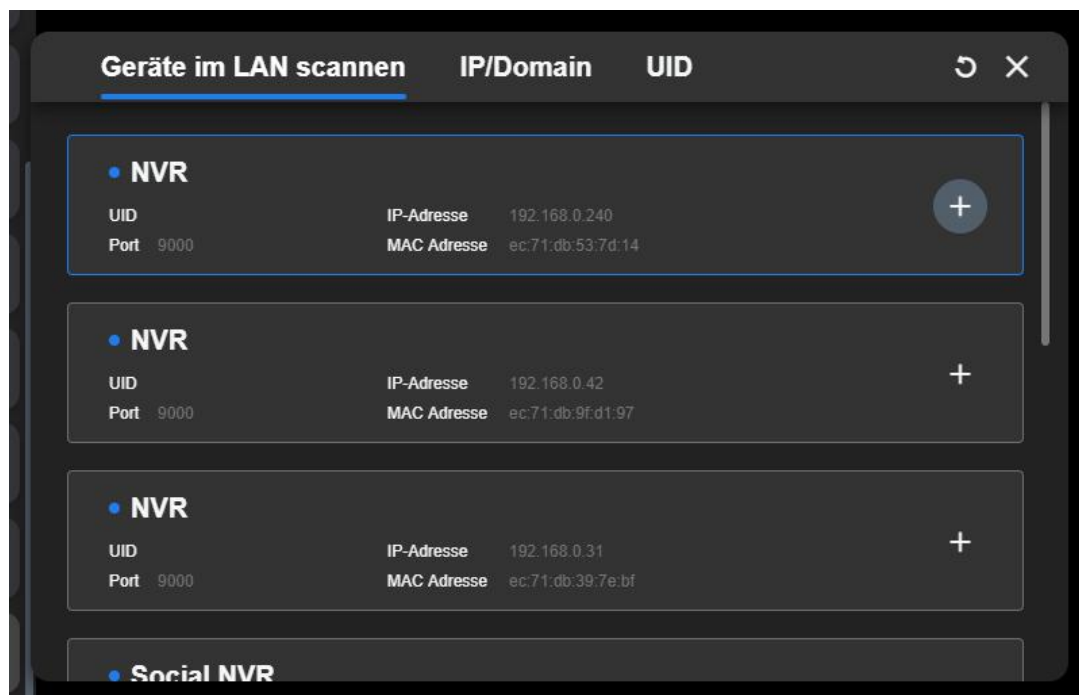 Geräte im LAN scannen IP/Domain UID
NVR
UID IP-Adresse 192.168.0.240
Port 9000 MAC Adresse ec:71:db:53:7d:14
NVR
UID IP-Adresse 192.168.0.42
Port 9000 MAC Adresse ec:71:db:9f:d1:97
NVR
UID IP-Adresse 192.168.0.31
Port 9000 MAC Adresse ec:71:db:39:7e:bf
Social NVR